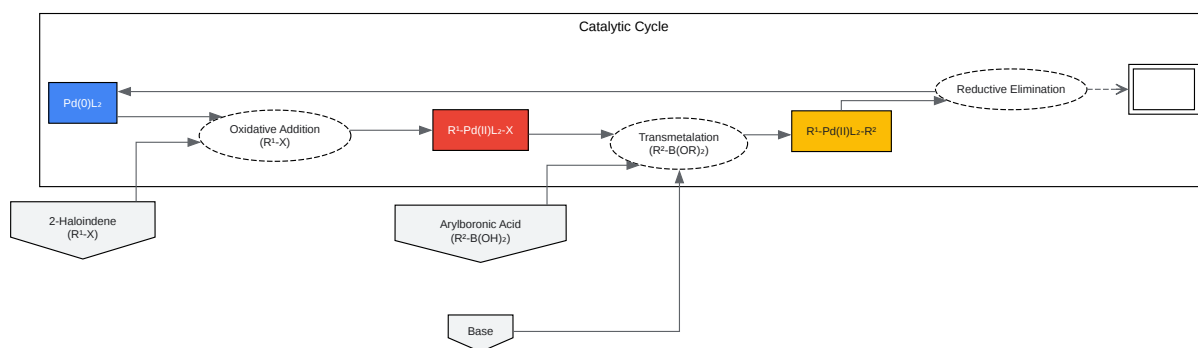 Catalytic Cycle
Pd(0)L₂
Oxidative Addition
(R¹-X)
R¹-Pd(II)L₂-X
Transmetalation
(R²-B(OR)₂)
R¹-Pd(II)L₂-R²
Reductive Elimination
2-Haloindene
(R¹-X)
Arylboronic Acid
(R²-B(OH)₂)
Base